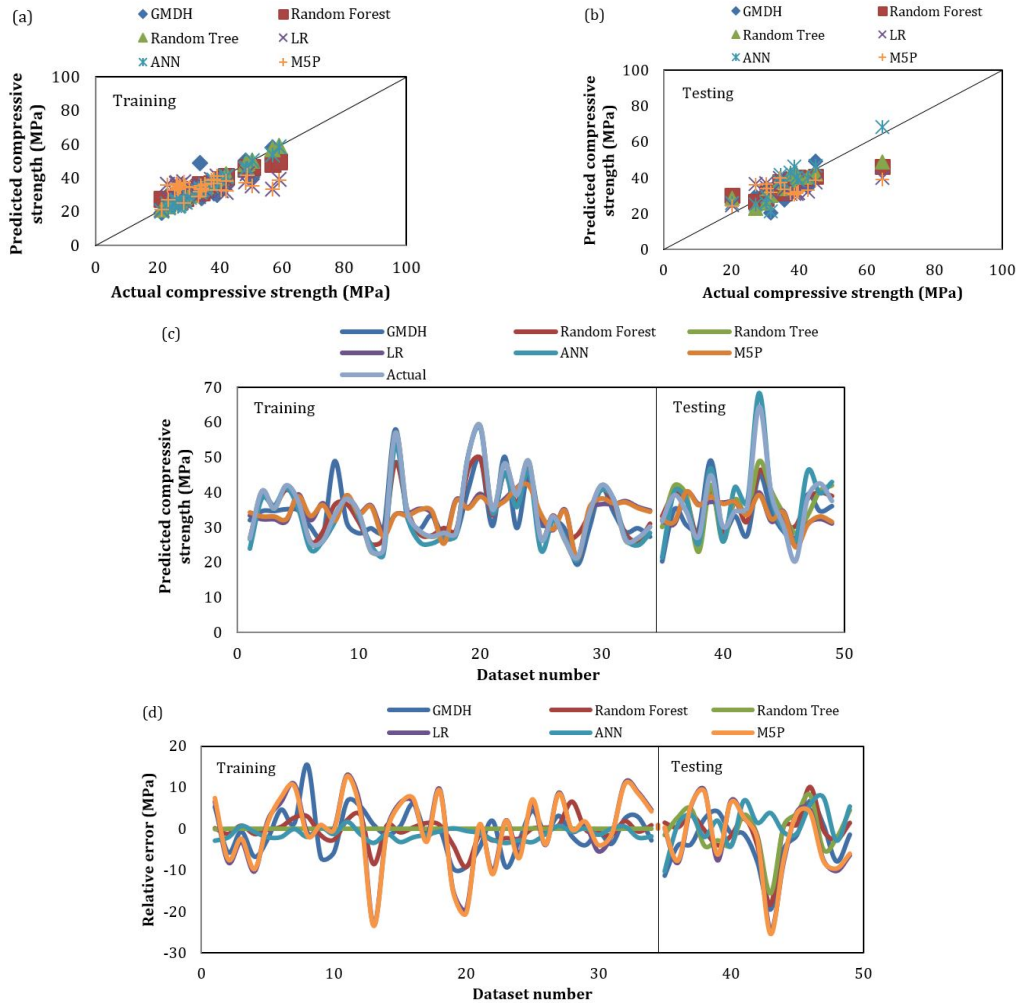 (a)
GMDH
Random Forest
Random Tree
LR
ANN
M5P
Training
100
80
60
40
20
0
0
20
40
60
80
100
Predicted compressive
strength (MPa)
Actual compressive strength (MPa)
(b)
GMDH
Random Forest
Random Tree
LR
ANN
M5P
Testing
100
80
60
40
20
0
0
20
40
60
80
100
Predicted compressive
strength (MPa)
Actual compressive strength (MPa)
(c)
GMDH
Random Forest
Random Tree
LR
ANN
M5P
Actual
Training
Testing
70
60
50
40
30
20
10
0
0
10
20
30
40
50
Predicted compressive
strength (MPa)
Dataset number
(d)
GMDH
Random Forest
Random Tree
LR
ANN
M5P
Training
Testing
20
10
0
-10
-20
-30
0
10
20
30
40
50
Relative error (MPa)
Dataset number